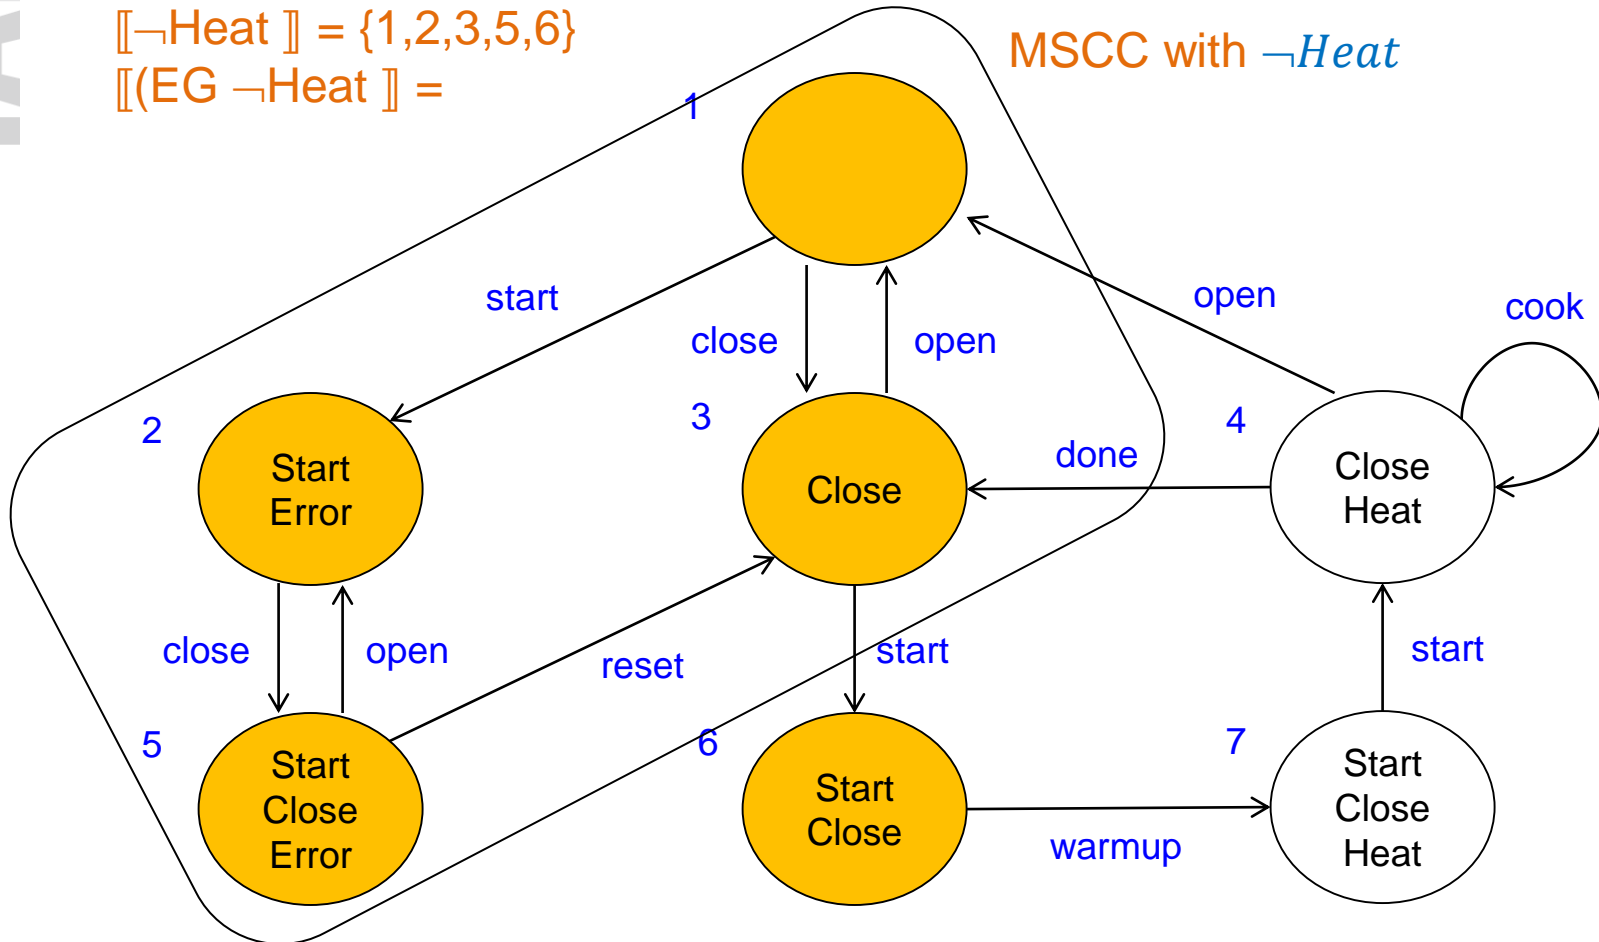 ⟦¬Heat ⟧ = {1,2,3,5,6}
⟦(EG ¬Heat ⟧ =
MSCC with ¬Heat
1
start
close
open
open
cook
2
Start
Error
3
Close
done
4
Close
Heat
close
open
reset
start
start
5
Start
Close
Error
6
Start
Close
warmup
7
Start
Close
Heat